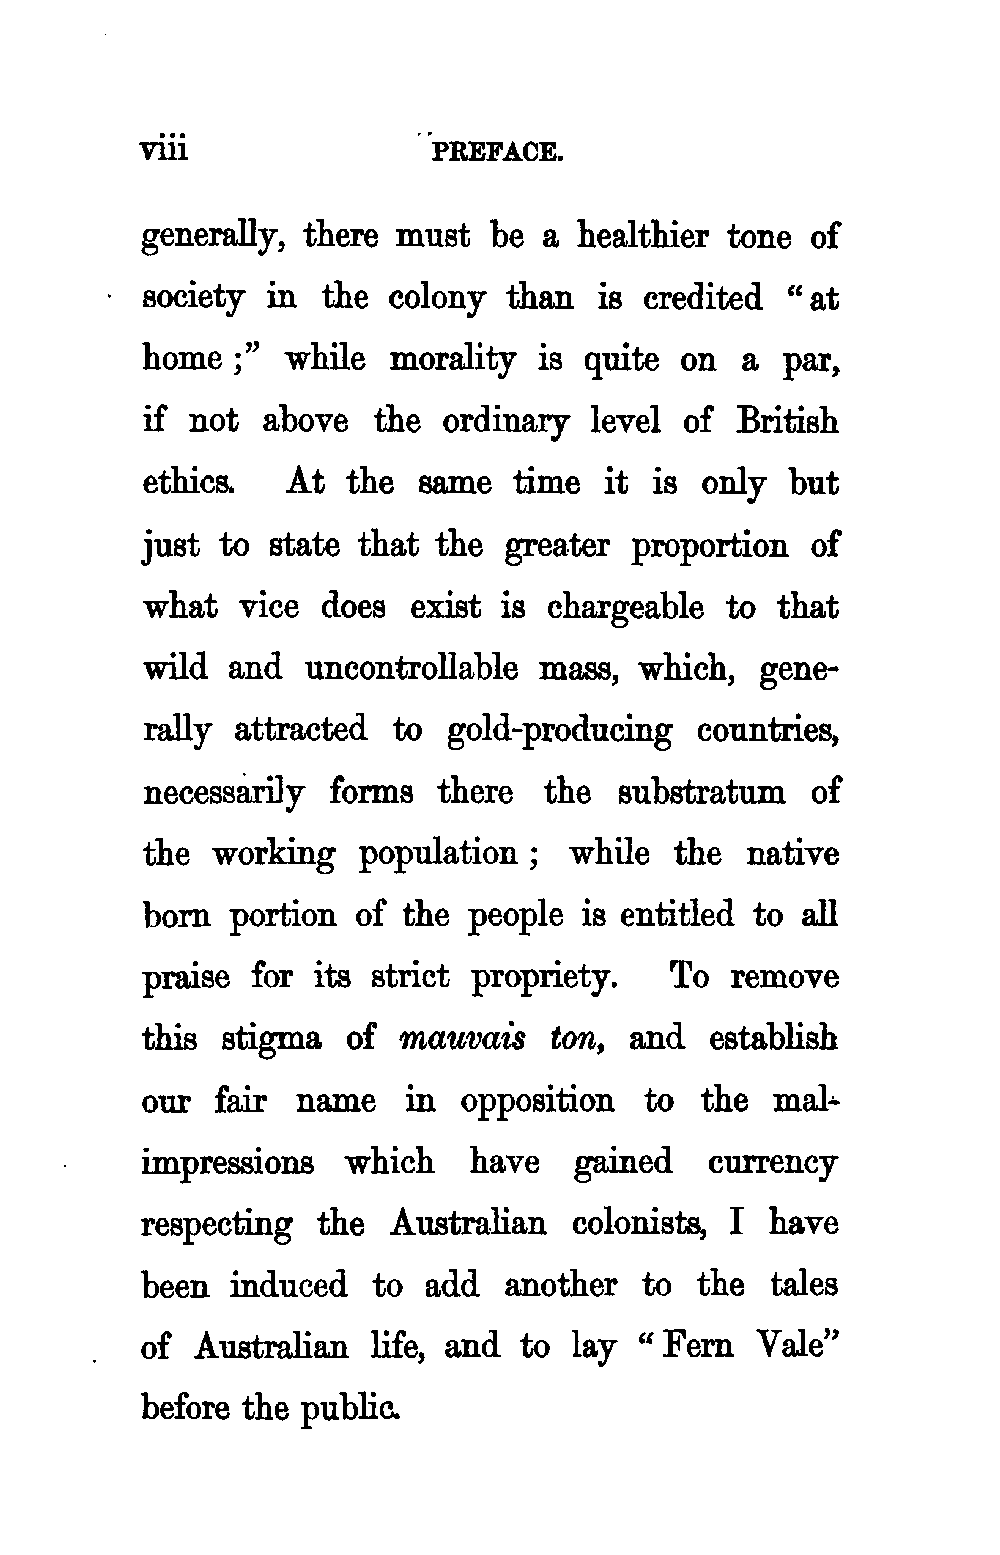 viii PREFACE.
generally, there must be a healthier tone of
society in the colony than is credited "at
home;" while morality is quite on a par,
if not above the ordinary level of British
ethics. At the same time it is only but
just to state that the greater proportion of
what vice does exist is chargeable to that
wild and uncontrollable mass, which, gene-
rally attracted to gold-producing countries,
necessarily forms there the substratum of
the working population; while the native
born portion of the people is entitled to all
praise for its strict propriety. To remove
this stigma of mauvais ton, and establish
our fair name in opposition to the mal-
impressions which have gained currency
respecting the Australian colonists, I have
been induced to add another to the tales
of Australian life, and to lay "Fern Vale"
before the public.